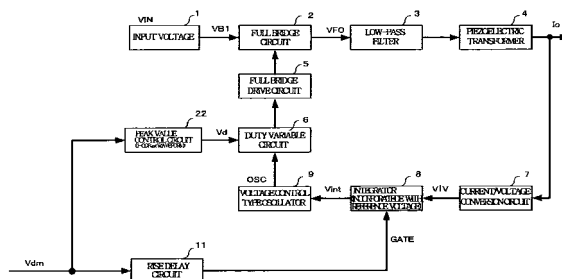 VIN
1
INPUT VOLTAGE
VB1
2
FULL BRIDGE
CIRCUIT
VFO
3
LOW-PASS
FILTER
4
PIEZOELECTRIC
TRANSFORMER
Io
5
FULL BRIDGE
DRIVE CIRCUIT
22
PEAK VALUE
CONTROL CIRCUIT
Vd
6
DUTY VARIABLE
CIRCUIT
OSC
9
VOLTAGE CONTROL
TYPE OSCILLATOR
Vint
8
INTEGRATOR
REFERENCE VOLTAGE)
VIV
7
CURRENT/VOLTAGE
CONVERSION CIRCUIT
GATE
Vdm
11
RISE DELAY
CIRCUIT